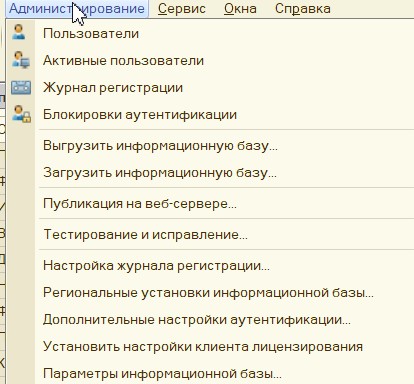 Администрирование Сервис Окна Справка
Пользователи
Активные пользователи
Журнал регистрации
Блокировки аутентификации
Выгрузить информационную базу...
Загрузить информационную базу...
Публикация на веб-сервере...
Тестирование и исправление...
Настройка журнала регистрации...
Региональные установки информационной базы...
Дополнительные настройки аутентификации...
Установить настройки клиента лицензирования
Параметры информационной базы...